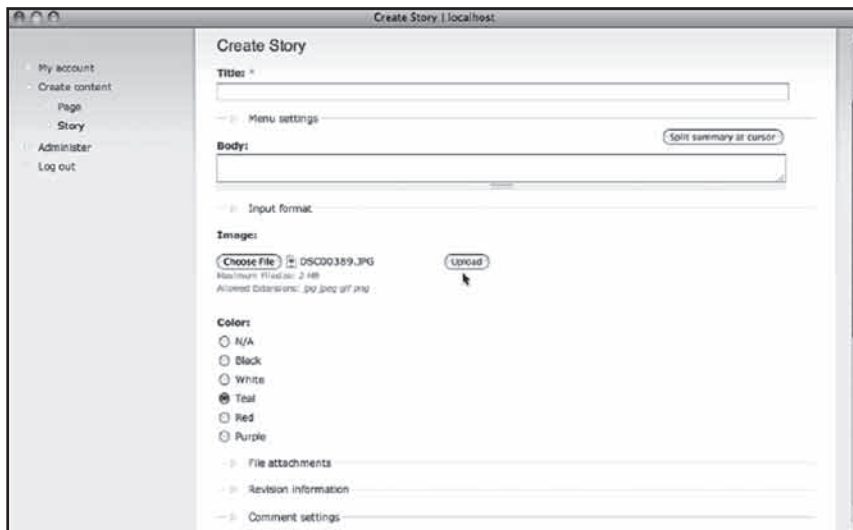 Create Story | localhost
My account
Create content
Page
Story
Administer
Log out
Create Story
Title: *
Menu settings
Split summary at cursor
Body:
Input format
Image:
Choose File DSC00389.JPG Upload
Maximum Filesize: 2 MB
Allowed Extensions: jpg jpeg gif png
Color:
N/A
Black
White
Teal
Red
Purple
File attachments
Revision information
Comment settings